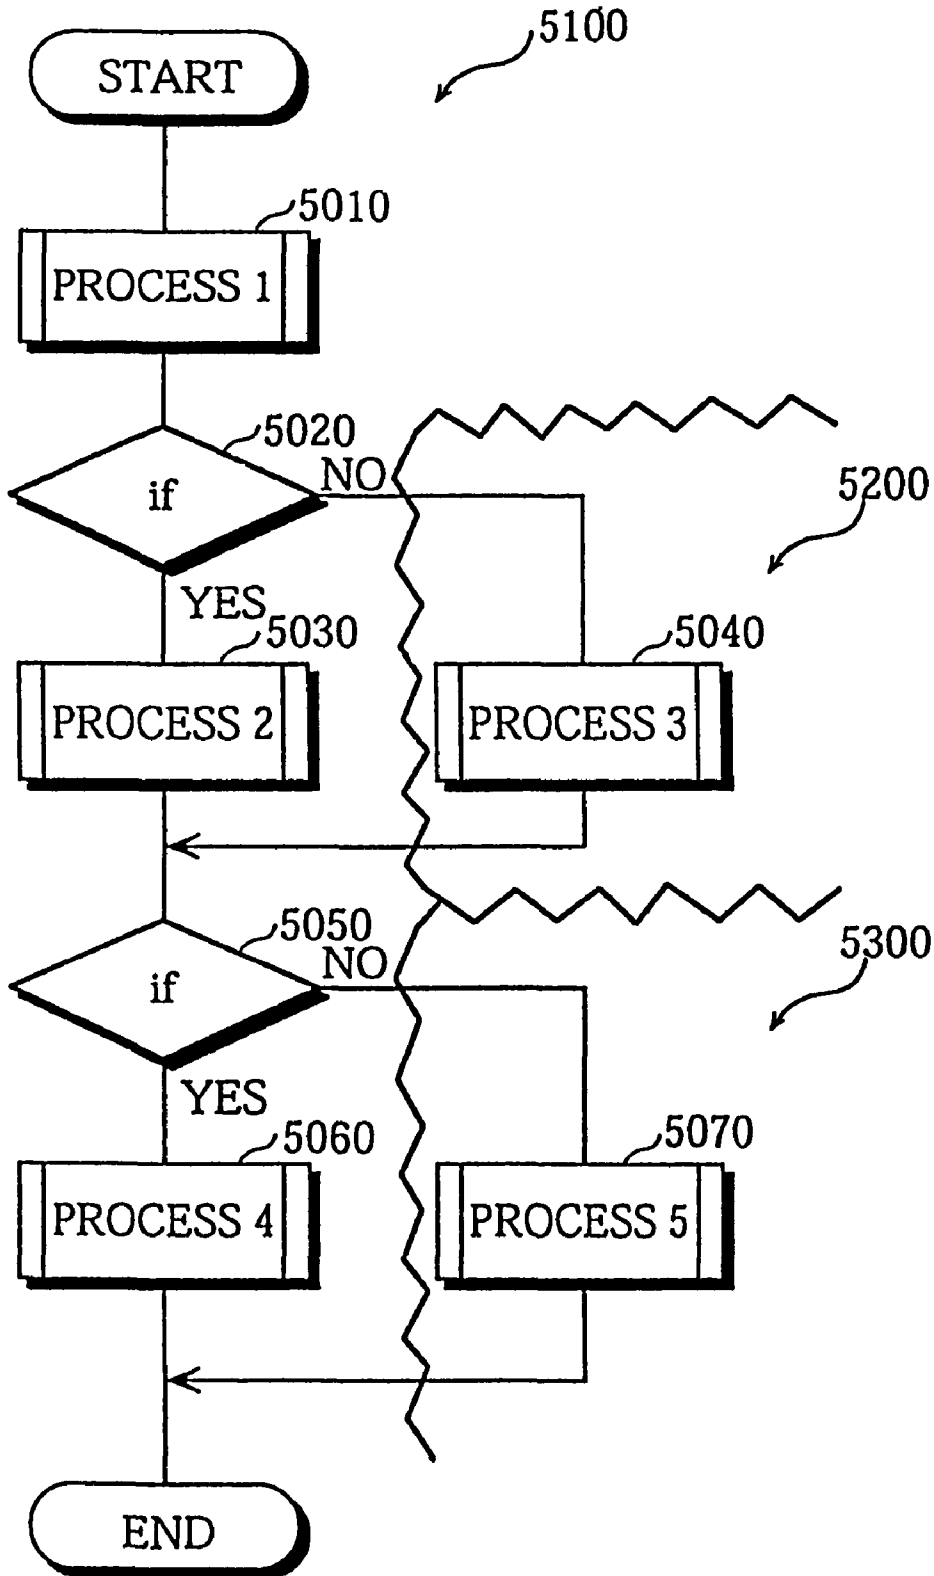 5100
START
5010
PROCESS 1
5020
NO
if
5200
YES
5030
5040
PROCESS 2
PROCESS 3
5050
NO
if
5300
YES
5060
5070
PROCESS 4
PROCESS 5
END